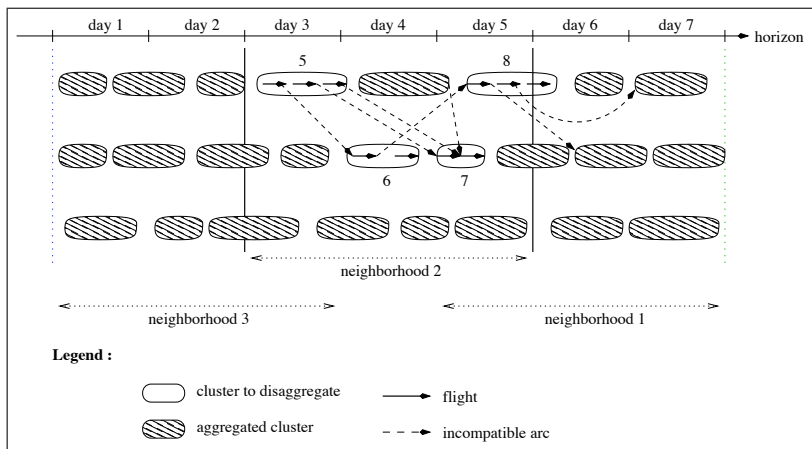 day 1 day 2 day 3 day 4 day 5 day 6 day 7
horizon
5 8
6 7
neighborhood 2
neighborhood 3 neighborhood 1
Legend :
cluster to disaggregate flight
aggregated cluster incompatible arc